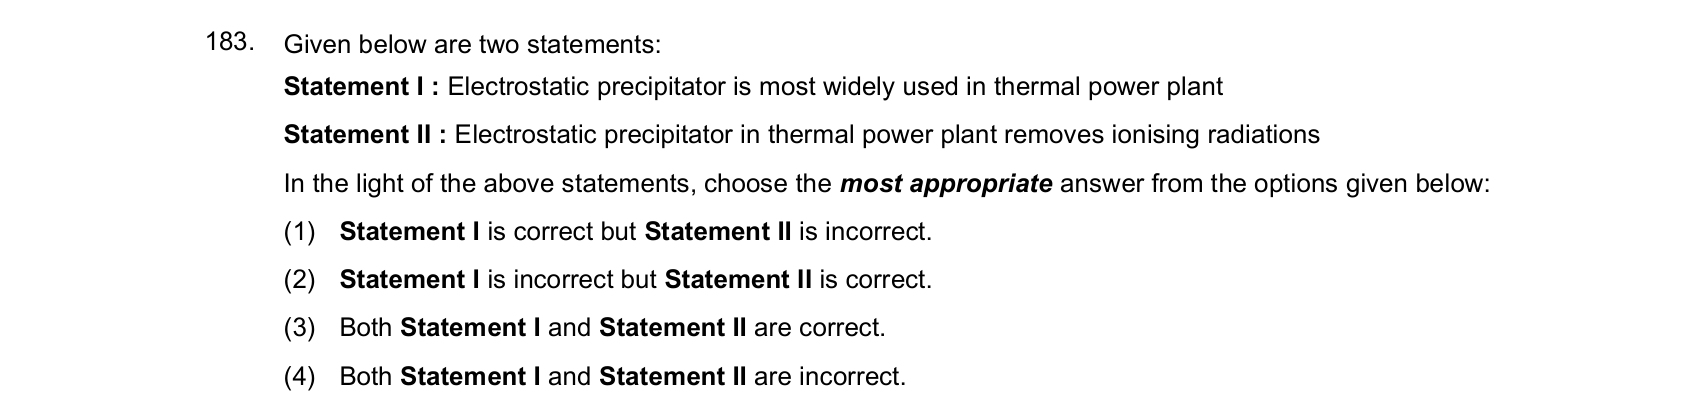 183. Given below are two statements:
Statement I : Electrostatic precipitator is most widely used in thermal power plant
Statement II : Electrostatic precipitator in thermal power plant removes ionising radiations
In the light of the above statements, choose the most appropriate answer from the options given below:
(1) Statement I is correct but Statement II is incorrect.
(2) Statement I is incorrect but Statement II is correct.
(3) Both Statement I and Statement II are correct.
(4) Both Statement I and Statement II are incorrect.